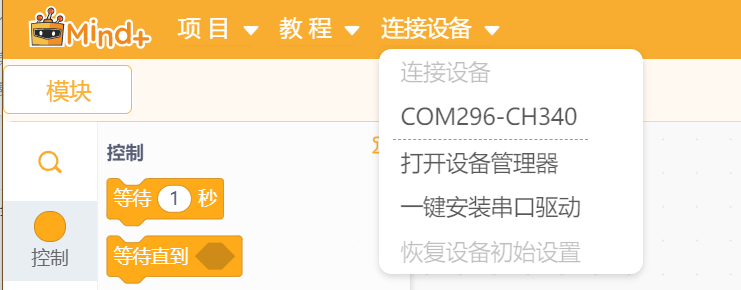 Mind+ 项目 教程 连接设备
模块
连接设备
COM296-CH340
打开设备管理器
一键安装串口驱动
恢复设备初始设置
控制
等待 1 秒
等待直到
控制